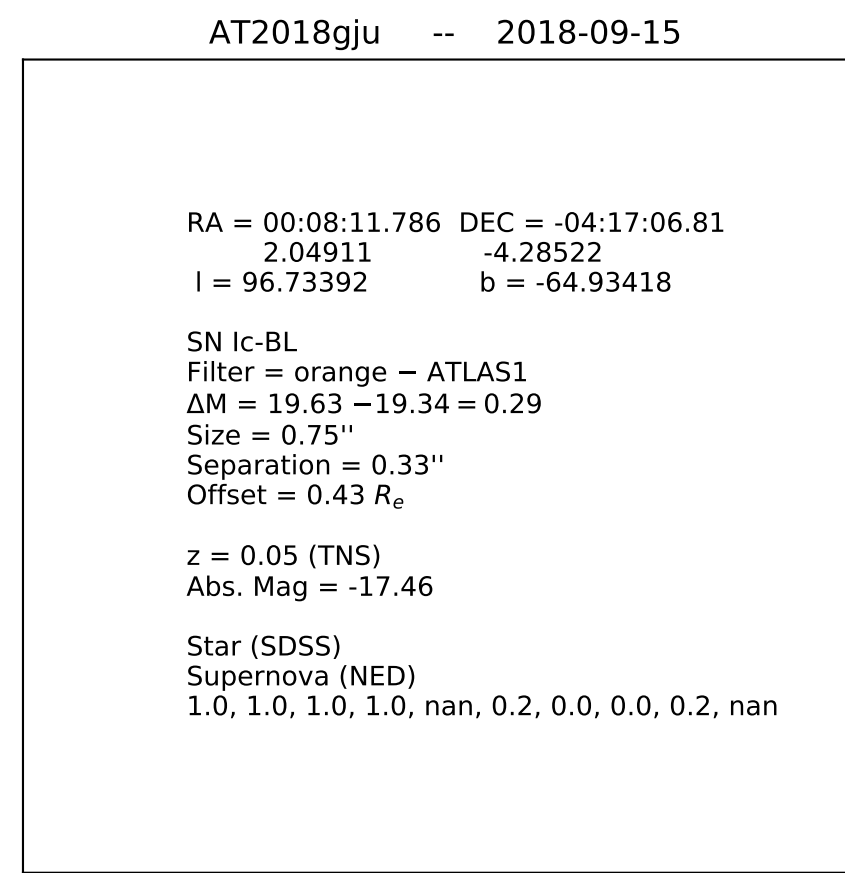 AT2018gju -- 2018-09-15
RA = 00:08:11.786 DEC = -04:17:06.81
2.04911 -4.28522
l = 96.73392 b = -64.93418
SN Ic-BL
Filter = orange − ATLAS1
ΔM = 19.63 −19.34 = 0.29
Size = 0.75''
Separation = 0.33''
Offset = 0.43 Rₑ
z = 0.05 (TNS)
Abs. Mag = -17.46
Star (SDSS)
Supernova (NED)
1.0, 1.0, 1.0, 1.0, nan, 0.2, 0.0, 0.0, 0.2, nan